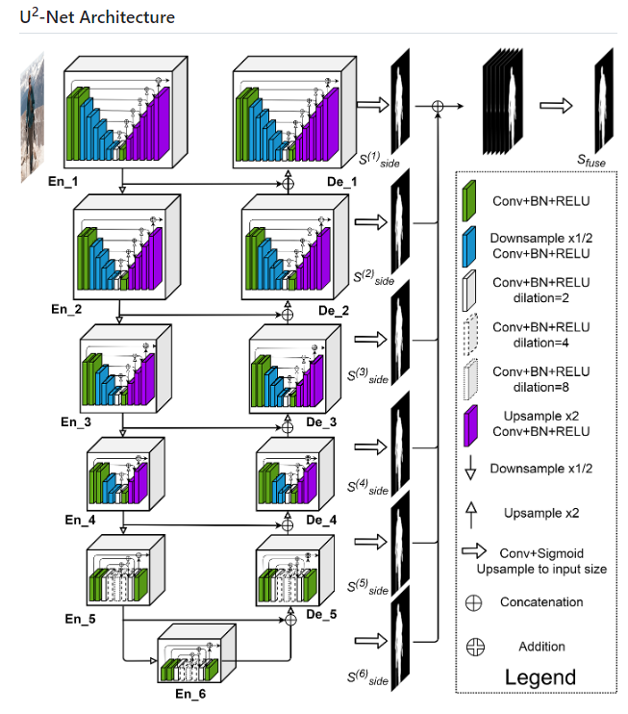 U²-Net Architecture
S⁽¹⁾side
Sfuse
En_1
De_1
S⁽²⁾side
En_2
De_2
S⁽³⁾side
En_3
De_3
S⁽⁴⁾side
En_4
De_4
S⁽⁵⁾side
En_5
De_5
S⁽⁶⁾side
En_6
Conv+BN+RELU
Downsample x1/2
Conv+BN+RELU
Conv+BN+RELU
dilation=2
Conv+BN+RELU
dilation=4
Conv+BN+RELU
dilation=8
Upsample x2
Conv+BN+RELU
Downsample x1/2
Upsample x2
Conv+Sigmoid
Upsample to input size
Concatenation
Addition
Legend